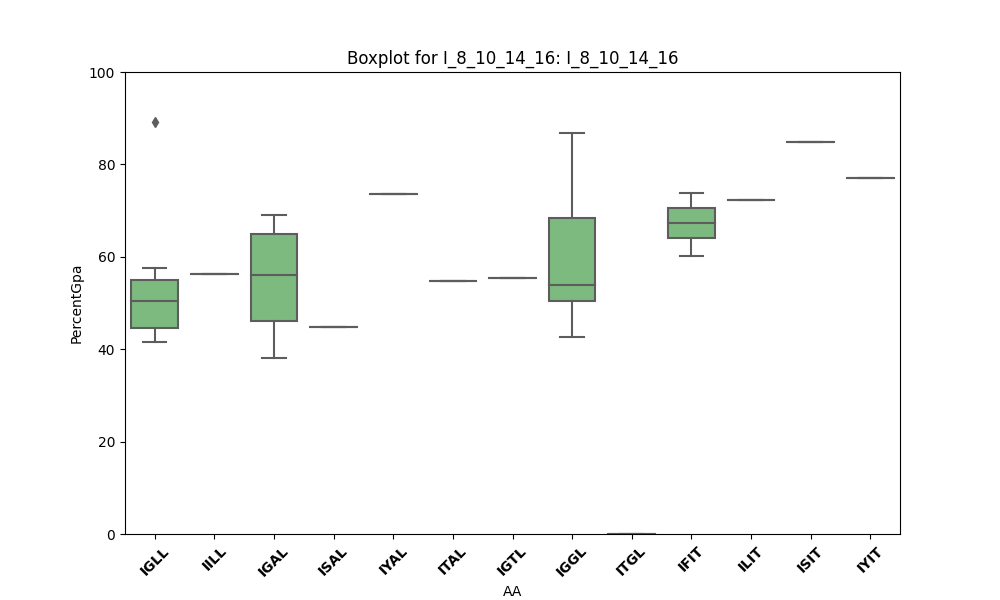 Boxplot for I_8_10_14_16: I_8_10_14_16
100
80
60
40
20
0
PercentGpa
IGLL
IILL
IGAL
ISAL
IYAL
ITAL
IGTL
IGGL
ITGL
IFIT
ILIT
ISIT
IYIT
AA